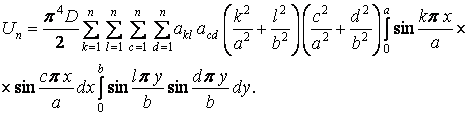 U_n = \frac{\pi^4 D}{2} \sum_{k=1}^{n} \sum_{l=1}^{n} \sum_{c=1}^{n} \sum_{d=1}^{n} a_{kl} a_{cd} \left( \frac{k^2}{a^2} + \frac{l^2}{b^2} \right) \left( \frac{c^2}{a^2} + \frac{d^2}{b^2} \right) \int_0^a \sin \frac{k \pi x}{a} \times
\times \sin \frac{c \pi x}{a} dx \int_0^b \sin \frac{l \pi y}{b} \sin \frac{d \pi y}{b} dy.